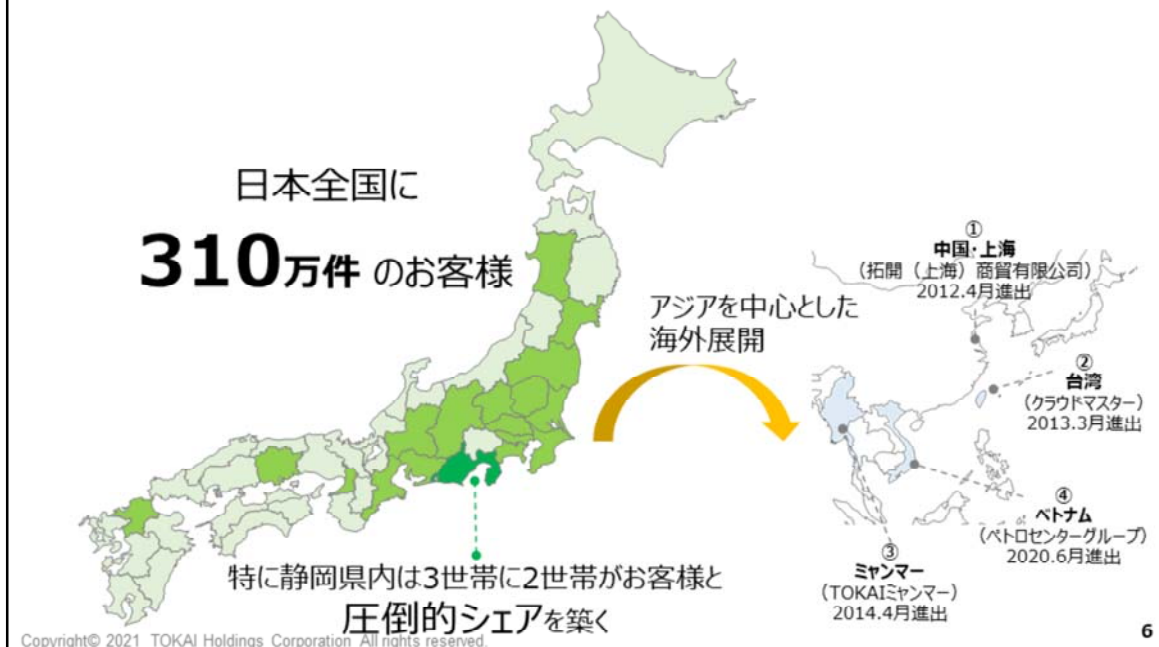 日本全国に
310万件 のお客様
アジアを中心とした
海外展開
①
中国・上海
（拓開（上海）商貿有限公司）
2012.4月進出
②
台湾
（クラウドマスター）
2013.3月進出
④
ベトナム
（ペトロセンターグループ）
2020.6月進出
③
ミャンマー
（TOKAIミャンマー）
2014.4月進出
特に静岡県内は3世帯に2世帯がお客様と
圧倒的シェアを築く
Copyright© 2021 TOKAI Holdings Corporation All rights reserved.
6